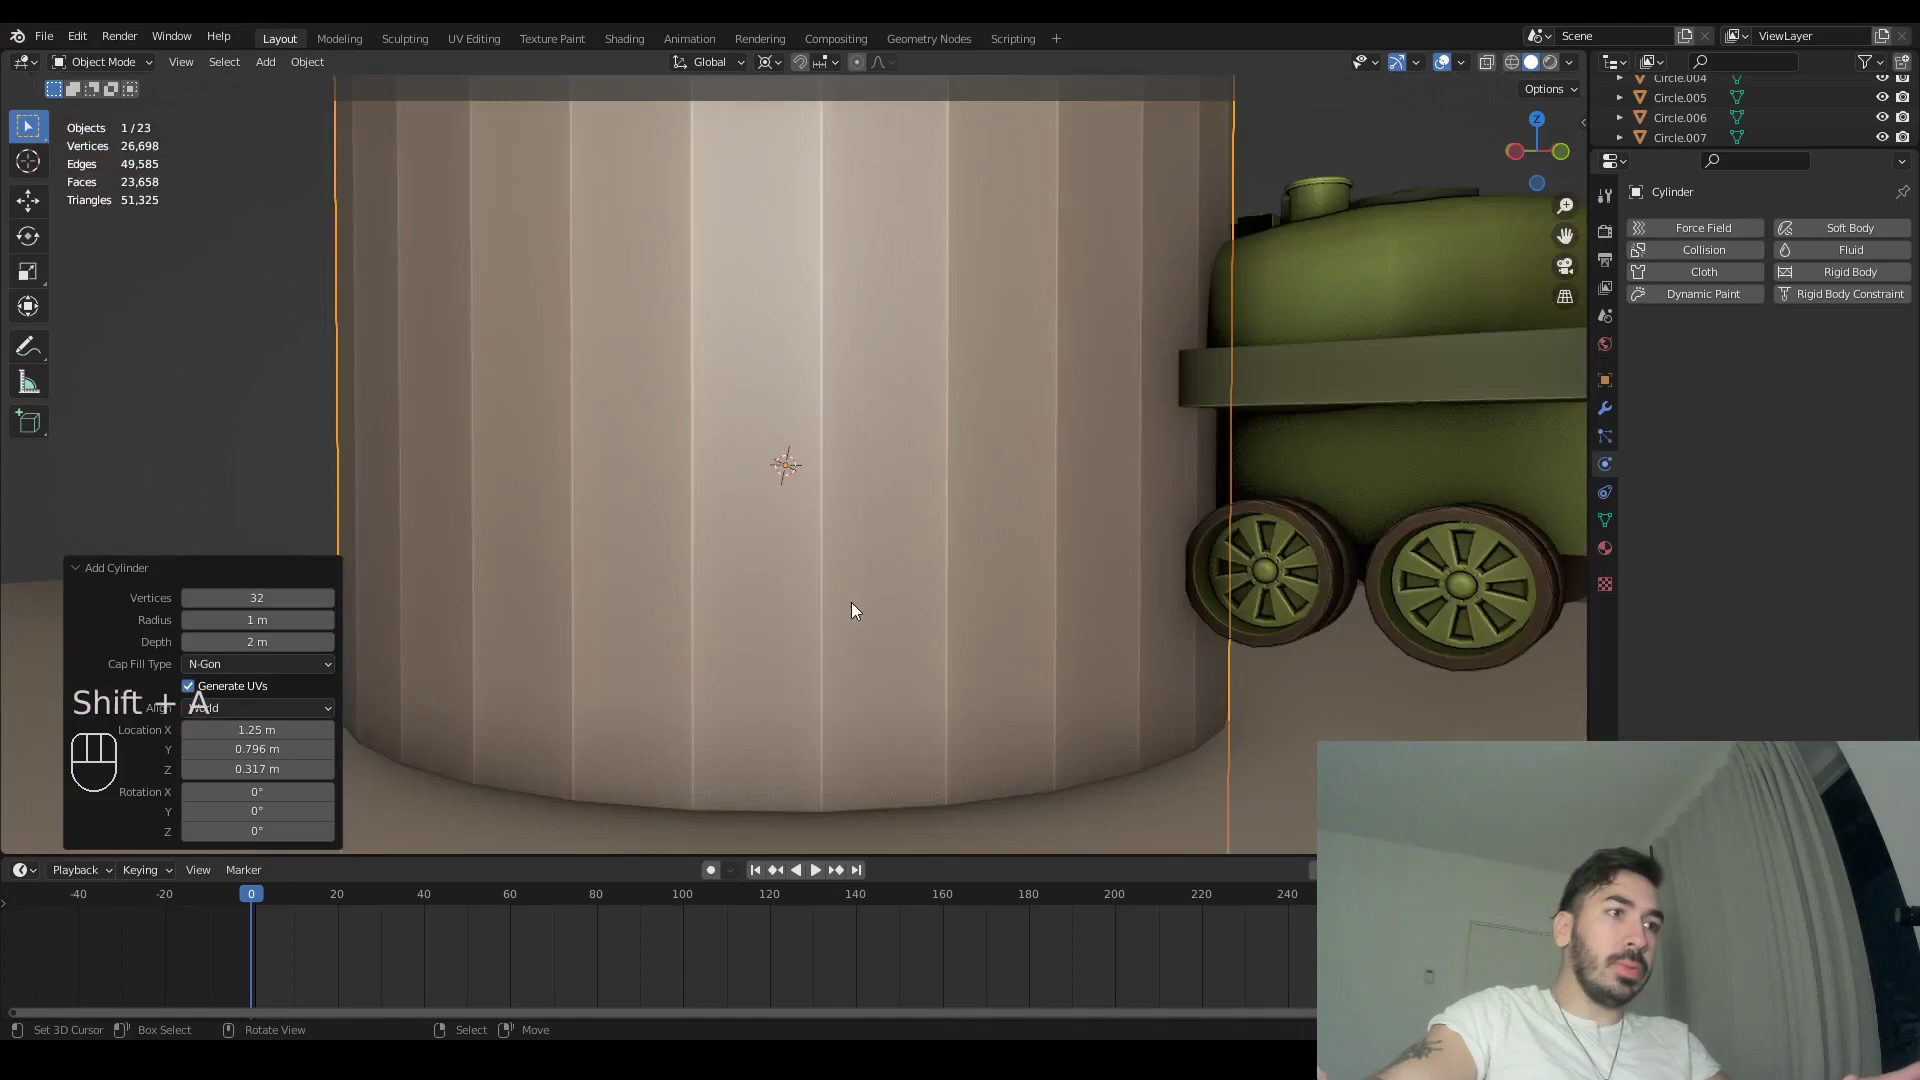 File Edit Render Window Help Layout Modeling Sculpting UV Editing Texture Paint Shading Animation Rendering Compositing Geometry Nodes Scripting + Scene ViewLayer
Object Mode View Select Add Object Global
Options
Circle.004
Circle.005
Circle.006
Circle.007
Objects 1 / 23
Vertices 26,698
Edges 49,585
Faces 23,658
Triangles 51,325
Z
Cylinder
Force Field Soft Body
Collision Fluid
Cloth Rigid Body
Dynamic Paint Rigid Body Constraint
Add Cylinder
Vertices 32
Radius 1 m
Depth 2 m
Cap Fill Type N-Gon
Generate UVs
Shift + A
Location X 1.25 m
Y 0.796 m
Z 0.317 m
Rotation X 0°
Y 0°
Z 0°
Playback Keying View Marker
-40 -20 0 20 40 60 80 100 120 140 160 180 200 220 240
Set 3D Cursor Box Select Rotate View Select Move